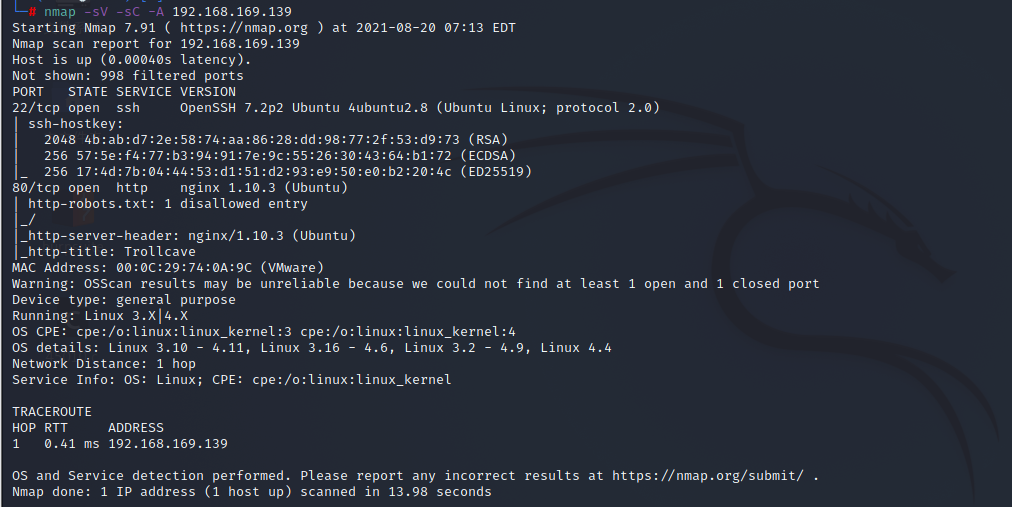 └─# nmap -sV -sC -A 192.168.169.139
Starting Nmap 7.91 ( https://nmap.org ) at 2021-08-20 07:13 EDT
Nmap scan report for 192.168.169.139
Host is up (0.00040s latency).
Not shown: 998 filtered ports
PORT   STATE SERVICE VERSION
22/tcp open  ssh     OpenSSH 7.2p2 Ubuntu 4ubuntu2.8 (Ubuntu Linux; protocol 2.0)
| ssh-hostkey:
|   2048 4b:ab:d7:2e:58:74:aa:86:28:dd:98:77:2f:53:d9:73 (RSA)
|   256 57:5e:f4:77:b3:94:91:7e:9c:55:26:30:43:64:b1:72 (ECDSA)
|_  256 17:4d:7b:04:44:53:d1:51:d2:93:e9:50:e0:b2:20:4c (ED25519)
80/tcp open  http    nginx 1.10.3 (Ubuntu)
| http-robots.txt: 1 disallowed entry
|_/
|_http-server-header: nginx/1.10.3 (Ubuntu)
|_http-title: Trollcave
MAC Address: 00:0C:29:74:0A:9C (VMware)
Warning: OSScan results may be unreliable because we could not find at least 1 open and 1 closed port
Device type: general purpose
Running: Linux 3.X|4.X
OS CPE: cpe:/o:linux:linux_kernel:3 cpe:/o:linux:linux_kernel:4
OS details: Linux 3.10 - 4.11, Linux 3.16 - 4.6, Linux 3.2 - 4.9, Linux 4.4
Network Distance: 1 hop
Service Info: OS: Linux; CPE: cpe:/o:linux:linux_kernel
TRACEROUTE
HOP RTT     ADDRESS
1   0.41 ms 192.168.169.139
OS and Service detection performed. Please report any incorrect results at https://nmap.org/submit/ .
Nmap done: 1 IP address (1 host up) scanned in 13.98 seconds